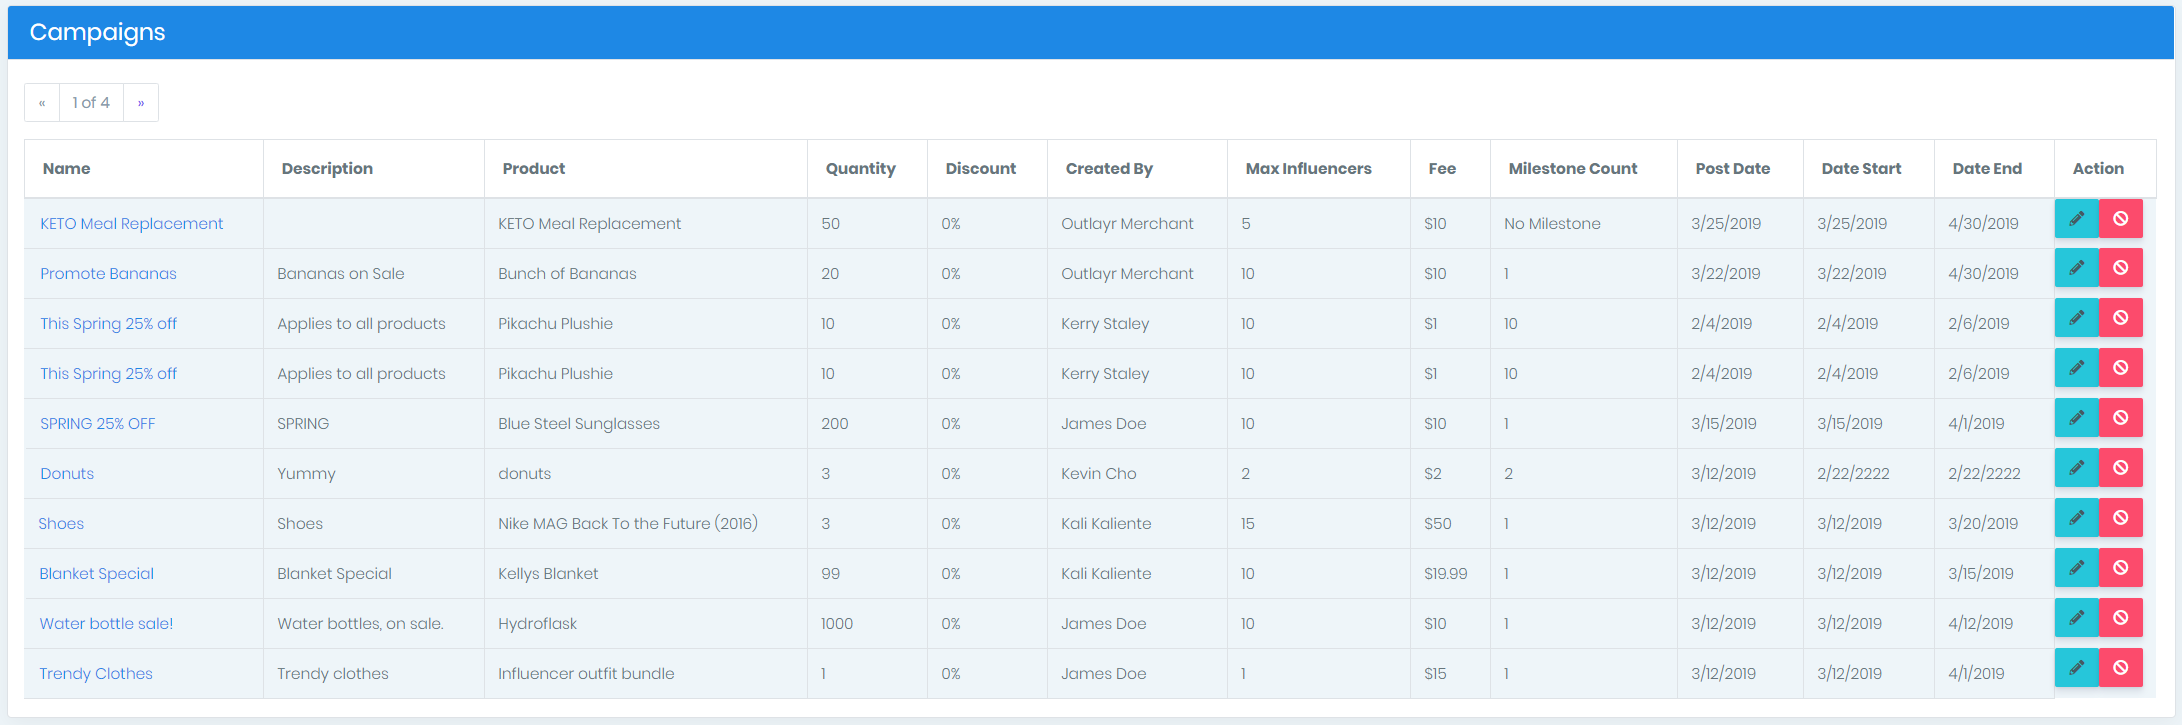 Campaigns
« 1 of 4 »
Name Description Product Quantity Discount Created By Max Influencers Fee Milestone Count Post Date Date Start Date End Action
KETO Meal Replacement KETO Meal Replacement 50 0% Outlayr Merchant 5 $10 No Milestone 3/25/2019 3/25/2019 4/30/2019
Promote Bananas Bananas on Sale Bunch of Bananas 20 0% Outlayr Merchant 10 $10 1 3/22/2019 3/22/2019 4/30/2019
This Spring 25% off Applies to all products Pikachu Plushie 10 0% Kerry Staley 10 $1 10 2/4/2019 2/4/2019 2/6/2019
This Spring 25% off Applies to all products Pikachu Plushie 10 0% Kerry Staley 10 $1 10 2/4/2019 2/4/2019 2/6/2019
SPRING 25% OFF SPRING Blue Steel Sunglasses 200 0% James Doe 10 $10 1 3/15/2019 3/15/2019 4/1/2019
Donuts Yummy donuts 3 0% Kevin Cho 2 $2 2 3/12/2019 2/22/2222 2/22/2222
Shoes Shoes Nike MAG Back To the Future (2016) 3 0% Kali Kaliente 15 $50 1 3/12/2019 3/12/2019 3/20/2019
Blanket Special Blanket Special Kellys Blanket 99 0% Kali Kaliente 10 $19.99 1 3/12/2019 3/12/2019 3/15/2019
Water bottle sale! Water bottles, on sale. Hydroflask 1000 0% James Doe 10 $10 1 3/12/2019 3/12/2019 4/12/2019
Trendy Clothes Trendy clothes Influencer outfit bundle 1 0% James Doe 1 $15 1 3/12/2019 3/12/2019 4/1/2019